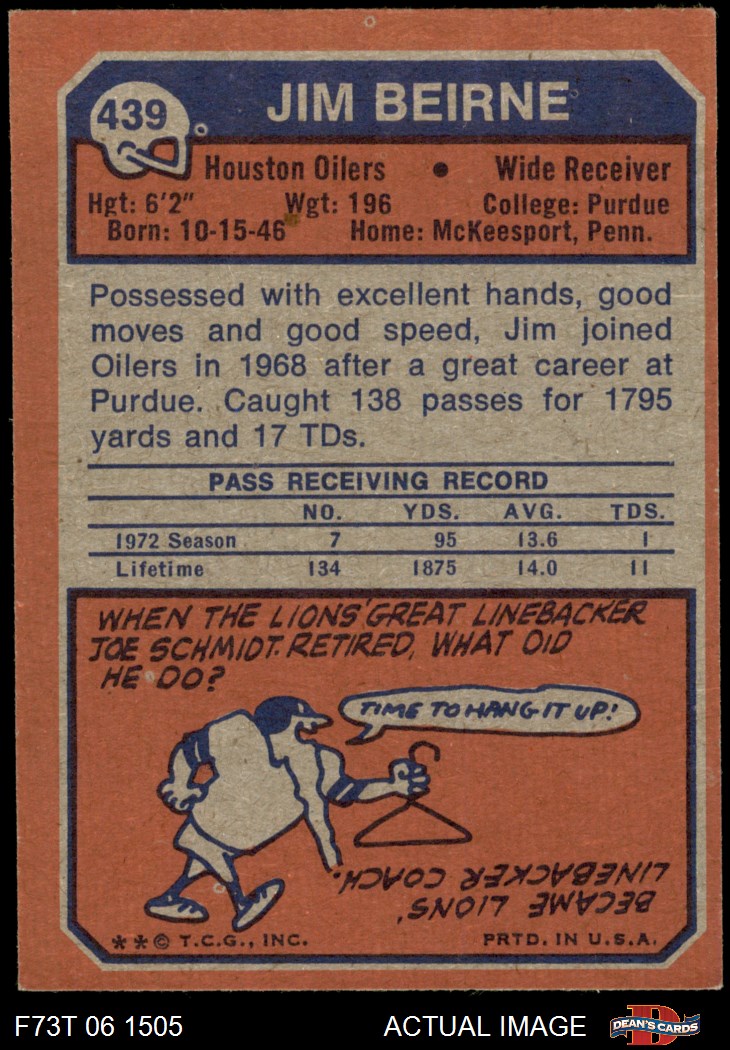 439
JIM BEIRNE
Houston Oilers • Wide Receiver
Hgt: 6'2" Wgt: 196 College: Purdue
Born: 10-15-46 Home: McKeesport, Penn.
Possessed with excellent hands, good
moves and good speed, Jim joined
Oilers in 1968 after a great career at
Purdue. Caught 138 passes for 1795
yards and 17 TDs.
PASS RECEIVING RECORD
NO. YDS. AVG. TDS.
1972 Season 7 95 13.6 1
Lifetime 134 1875 14.0 11
WHEN THE LIONS' GREAT LINEBACKER
JOE SCHMIDT RETIRED, WHAT DID
HE DO?
TIME TO HANG IT UP!
BECAME LIONS'
LINEBACKER COACH.
**© T.C.G., INC. PRTD. IN U.S.A.
F73T 06 1505 ACTUAL IMAGE
D
DEAN'S CARDS